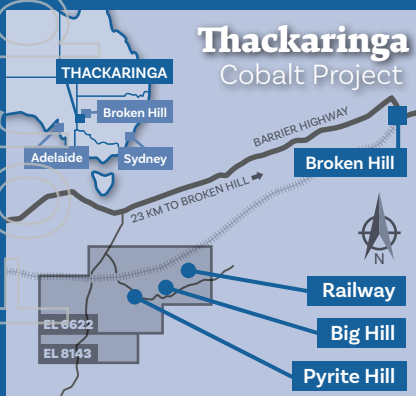 Thackaringa
Cobalt Project
THACKARINGA
Broken Hill
Adelaide
Sydney
BARRIER HIGHWAY
Broken Hill
23 KM TO BROKEN HILL
N
Railway
EL 6622
Big Hill
EL 8143
Pyrite Hill